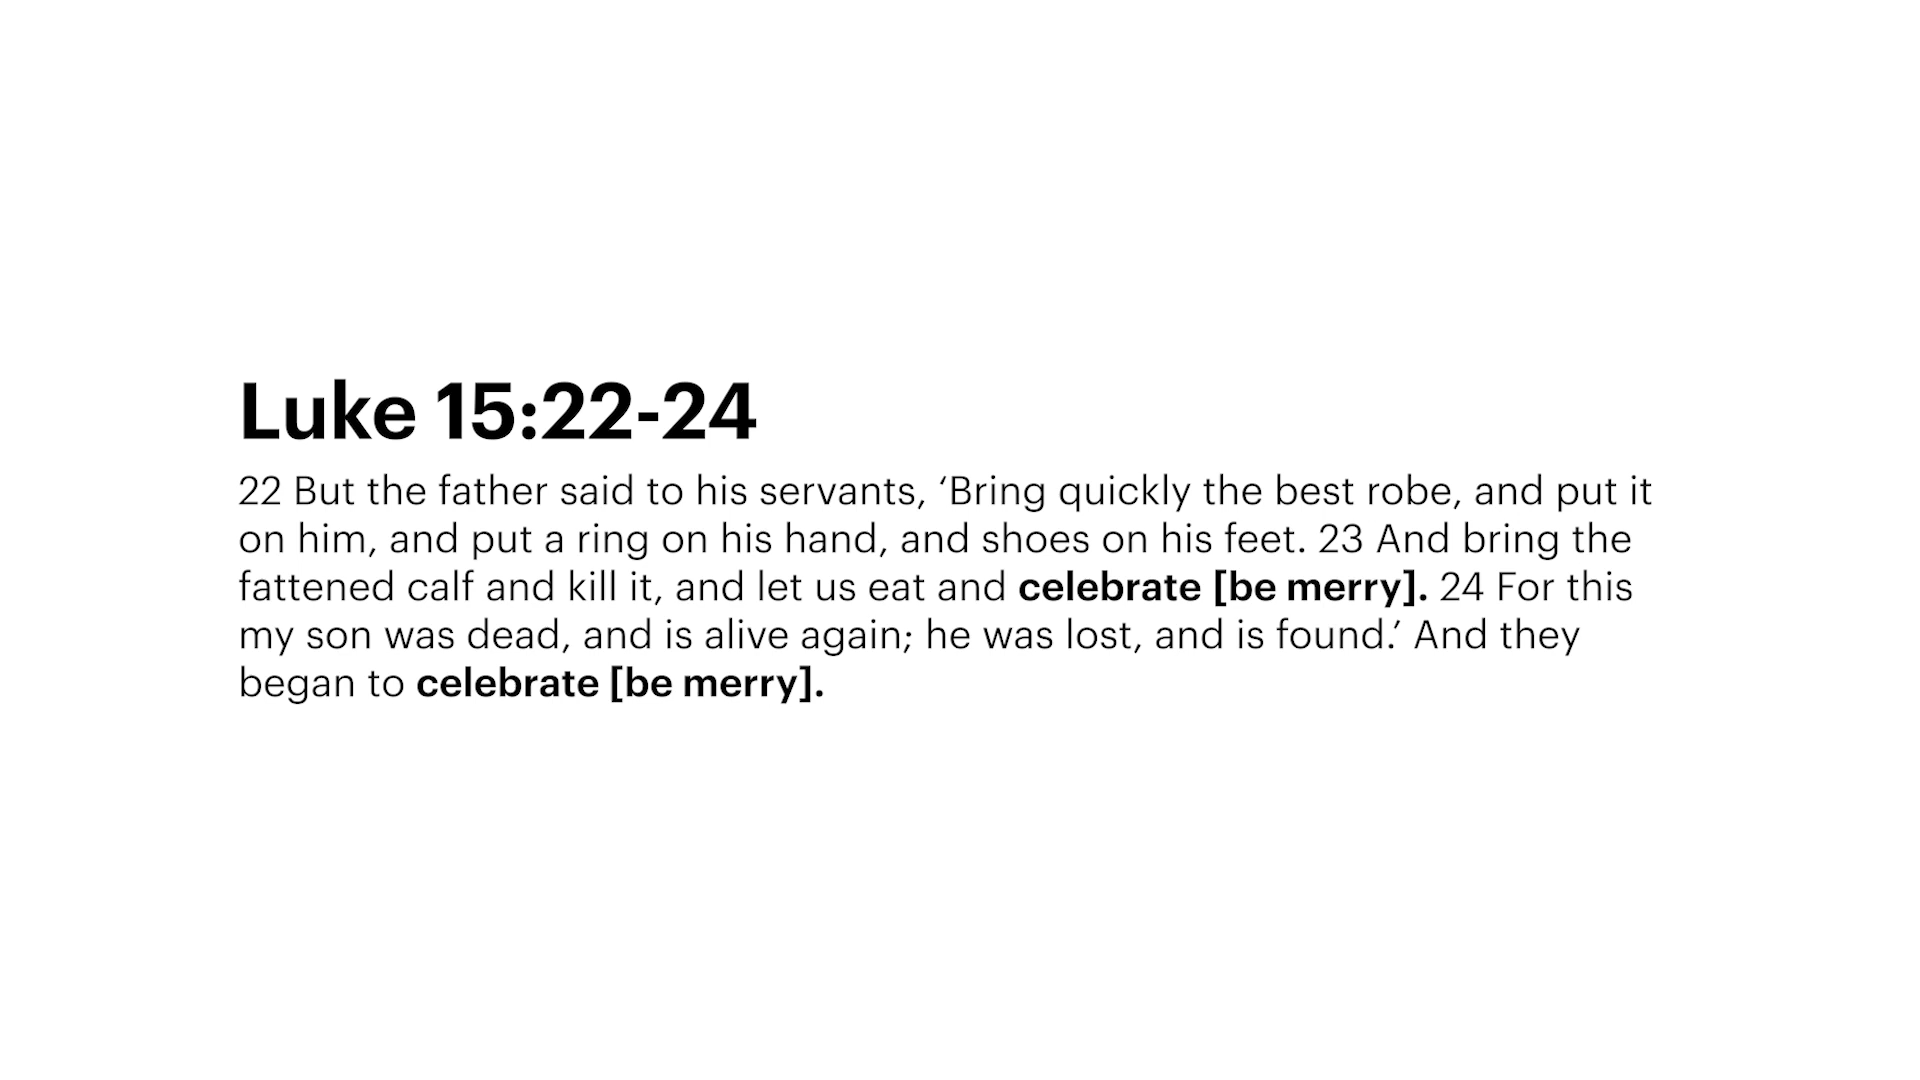 Luke 15:22-24
22 But the father said to his servants, ‘Bring quickly the best robe, and put it
on him, and put a ring on his hand, and shoes on his feet. 23 And bring the
fattened calf and kill it, and let us eat and celebrate [be merry]. 24 For this
my son was dead, and is alive again; he was lost, and is found.’ And they
began to celebrate [be merry].